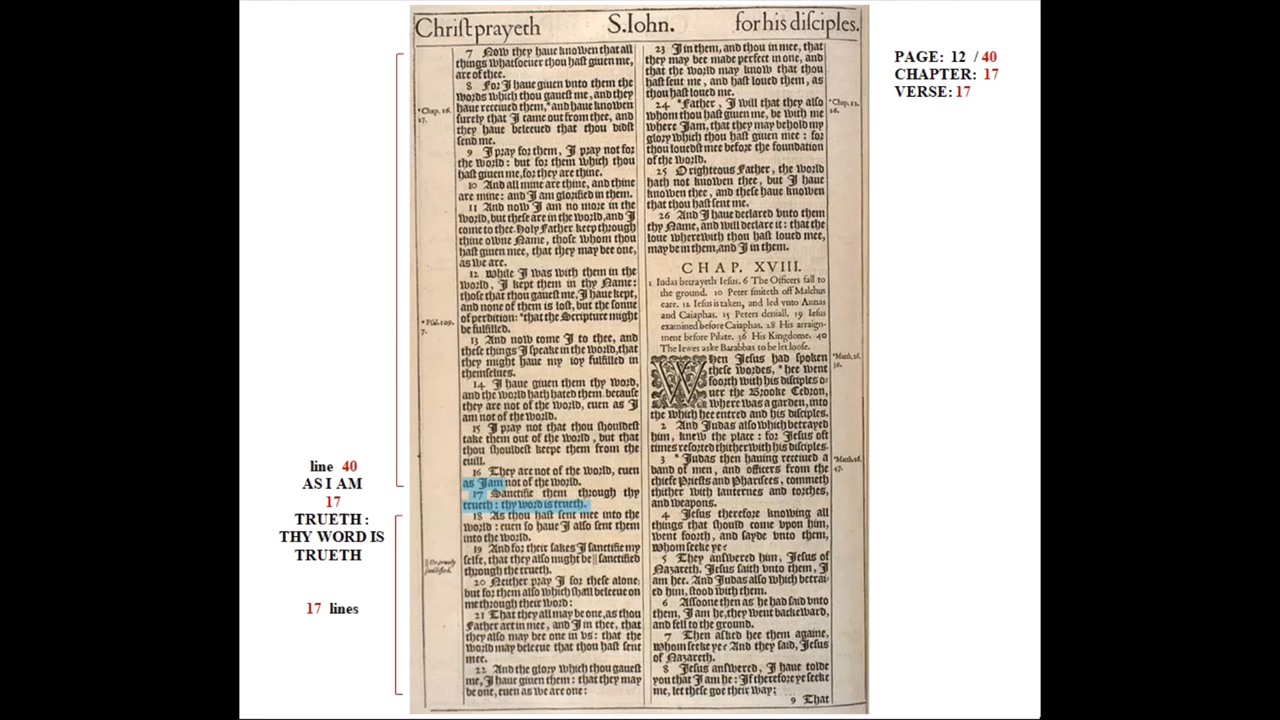 Christ prayeth S.Iohn. for his disciples.
7 Now they haue knowen that all
things whatsoeuer thou hast giuen me,
are of thee.
8 For I haue giuen vnto them the
words which thou gauest me, and they
haue receiued them,*and haue knowen
surely that I came out from thee, and
they haue beleeued that thou didst
send me.
9 I pray for them, I pray not for
the world: but for them which thou
hast giuen me,for they are thine.
10 And all mine are thine, and thine
are mine: and I am glorified in them.
11 And now I am no more in the
world, but these are in the world,and I
come to thee. Holy Father keep through
thine owne Name, those whom thou
hast giuen mee, that they may bee one,
as we are.
12 While I was with them in the
world, I kept them in thy Name:
those that thou gauest me, I haue kept,
and none of them is lost, but the sonne
of perdition: *that the Scripture might
be fulfilled.
13 And now come I to thee, and
these things I speake in the world,that
they might haue my ioy fulfilled in
themselues.
14 I haue giuen them thy word,
and the world hath hated them, because
they are not of the world, euen as I
am not of the world.
15 I pray not that thou shouldest
take them out of the world , but that
thou shouldest keepe them from the
euill.
16 They are not of the world, euen
as I am not of the world.
17 Sanctifie them through thy
trueth : thy word is trueth.
18 As thou hast sent mee into the
world : euen so haue I also sent them
into the world.
19 And for their sakes I sanctifie my
selfe, that they also might be || sanctified
through the trueth.
20 Neither pray I for these alone;
but for them also which shall beleeue on
me through their word:
21 That they all may be one, as thou
Father art in mee, and I in thee, that
they also may bee one in vs : that the
world may beleeue that thou hast sent
mee.
22 And the glory which thou gauest
me, I haue giuen them : that they may
be one, euen as we are one:
*Chap. 16.
27.
*Psal.109.
7.
|| Or, truely
sanctified.
23 I in them, and thou in mee, that
they may bee made perfect in one, and
that the world may know that thou
hast sent me , and hast loued them, as
thou hast loued me.
24 *Father , I will that they also
whom thou hast giuen me, be with me
where I am, that they may behold my
glory which thou hast giuen mee : for
thou louedst mee before the foundation
of the world.
25 O righteous Father, the world
hath not knowen thee, but I haue
knowen thee , and these haue knowen
that thou hast sent me.
26 And I haue declared vnto them
thy Name, and will declare it : that the
loue wherewith thou hast loued mee,
may be in them,and I in them.
CHAP. XVIII.
1 Iudas betrayeth Iesus. 6 The Officers fall to
the ground. 10 Peter smiteth off Malchus
eare. 12 Iesus is taken, and led vnto Annas
and Caiaphas. 15 Peters deniall. 19 Iesus
examined before Caiaphas. 28 His arraign-
ment before Pilate. 36 His Kingdome. 40
The Iewes aske Barabbas to be let loose.
When Jesus had spoken
these wordes, *hee went
foorth with his disciples o-
uer the Brooke Cedron,
where was a garden, into
the which hee entred and his disciples.
2 And Judas also which betrayed
him, knew the place : for Jesus oft
times resorted thither with his disciples.
3 * Judas then hauing receiued a
band of men, and officers from the
chiefe Priests and Pharisees, commeth
thither with lanternes and torches,
and weapons.
4 Jesus therefore knowing all
things that should come vpon him,
went foorth, and sayde vnto them,
whom seeke ye?
5 They answered him, Jesus of
Nazareth. Jesus saith vnto them, I
am hee. And Judas also which betrai-
ed him, stood with them.
6 Assoone then as he had said vnto
them, I am he, they went backeward,
and fell to the ground.
7 Then asked hee them againe,
whom seeke ye? And they said, Jesus
of Nazareth.
8 Jesus answered, I haue tolde
you that I am he : If therefore ye seeke
me, let these goe their way;
9 That
*Chap. 12.
26.
*Matth. 26.
36.
*Matth.26.
47.
PAGE: 12 / 40
CHAPTER: 17
VERSE: 17
line 40
AS I AM
17
TRUETH :
THY WORD IS
TRUETH
17 lines